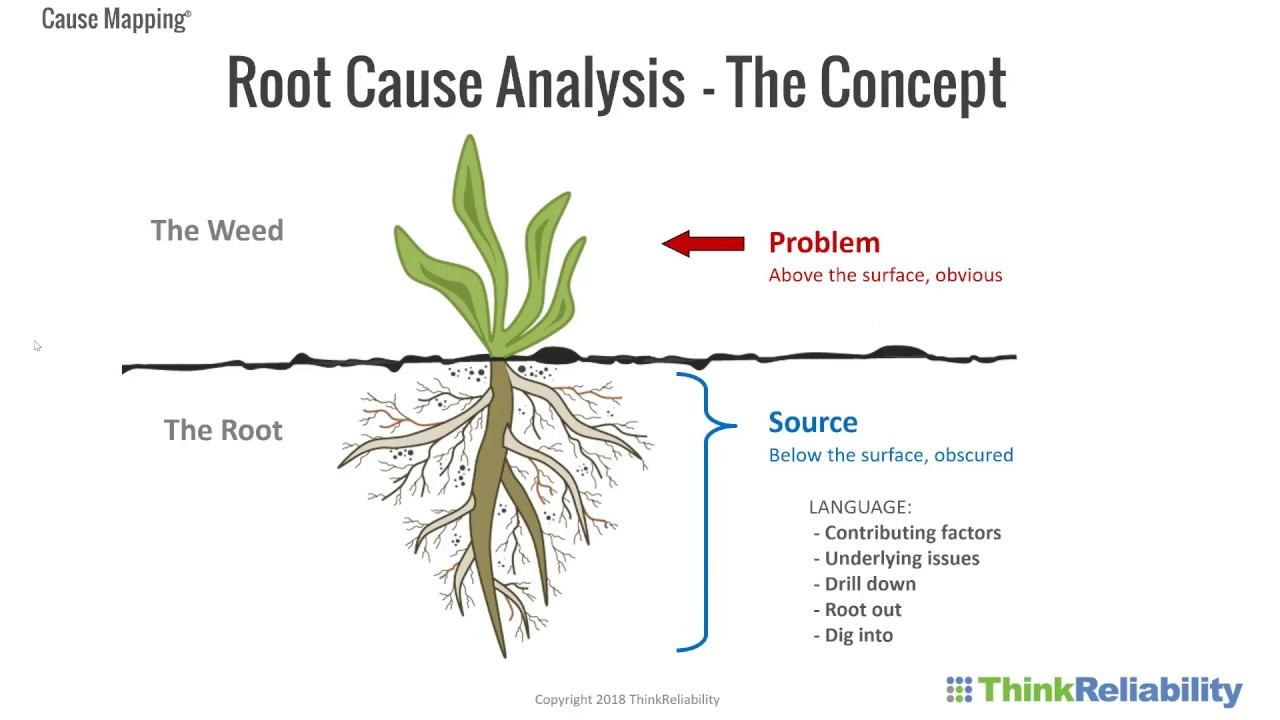 Cause Mapping®
Root Cause Analysis - The Concept
The Weed
Problem
Above the surface, obvious
The Root
Source
Below the surface, obscured
LANGUAGE:
- Contributing factors
- Underlying issues
- Drill down
- Root out
- Dig into
Copyright 2018 ThinkReliability
ThinkReliability